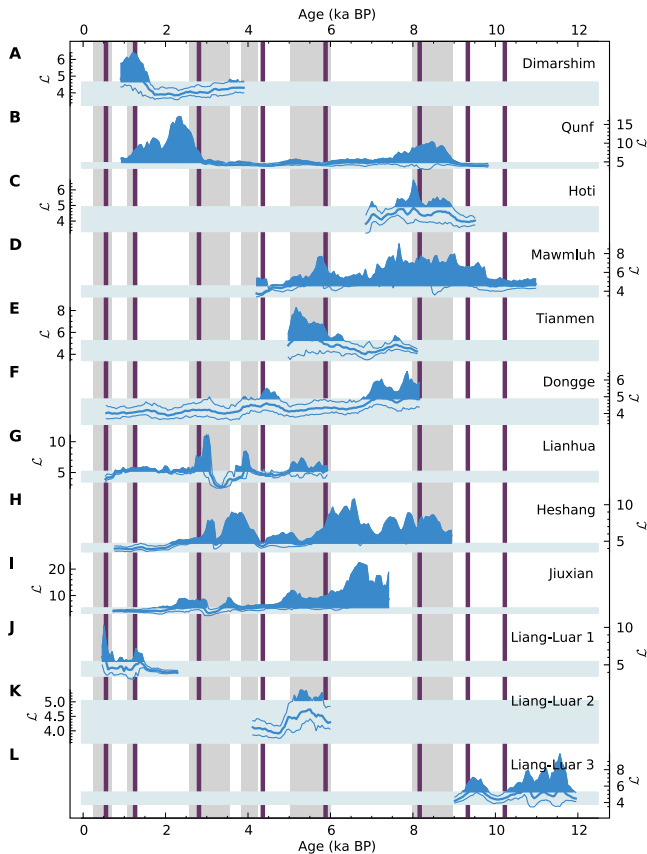 Age (ka BP)
0 2 4 6 8 10 12
A
Dimarshim
6
4
ℒ
B
Qunf
15
10
5
ℒ
C
Hoti
6
5
4
ℒ
D
Mawmluh
8
6
4
ℒ
E
Tianmen
8
6
4
ℒ
F
Dongge
6
5
4
ℒ
G
Lianhua
10
5
ℒ
H
Heshang
10
5
ℒ
I
Jiuxian
20
10
ℒ
J
Liang-Luar 1
10
5
ℒ
K
Liang-Luar 2
5.0
4.5
4.0
ℒ
L
Liang-Luar 3
8
6
4
ℒ
0 2 4 6 8 10 12
Age (ka BP)